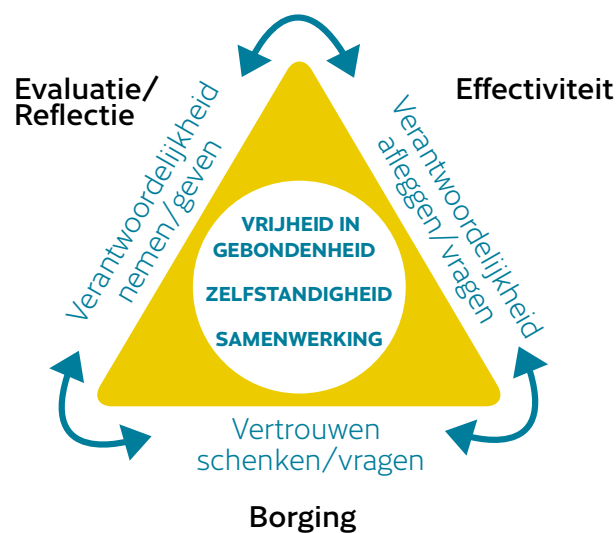 Evaluatie/
Reflectie
Effectiviteit
Verantwoordelijkheid
nemen/geven
Verantwoordelijkheid
afleggen/vragen
VRIJHEID IN
GEBONDENHEID
ZELFSTANDIGHEID
SAMENWERKING
Vertrouwen
schenken/vragen
Borging